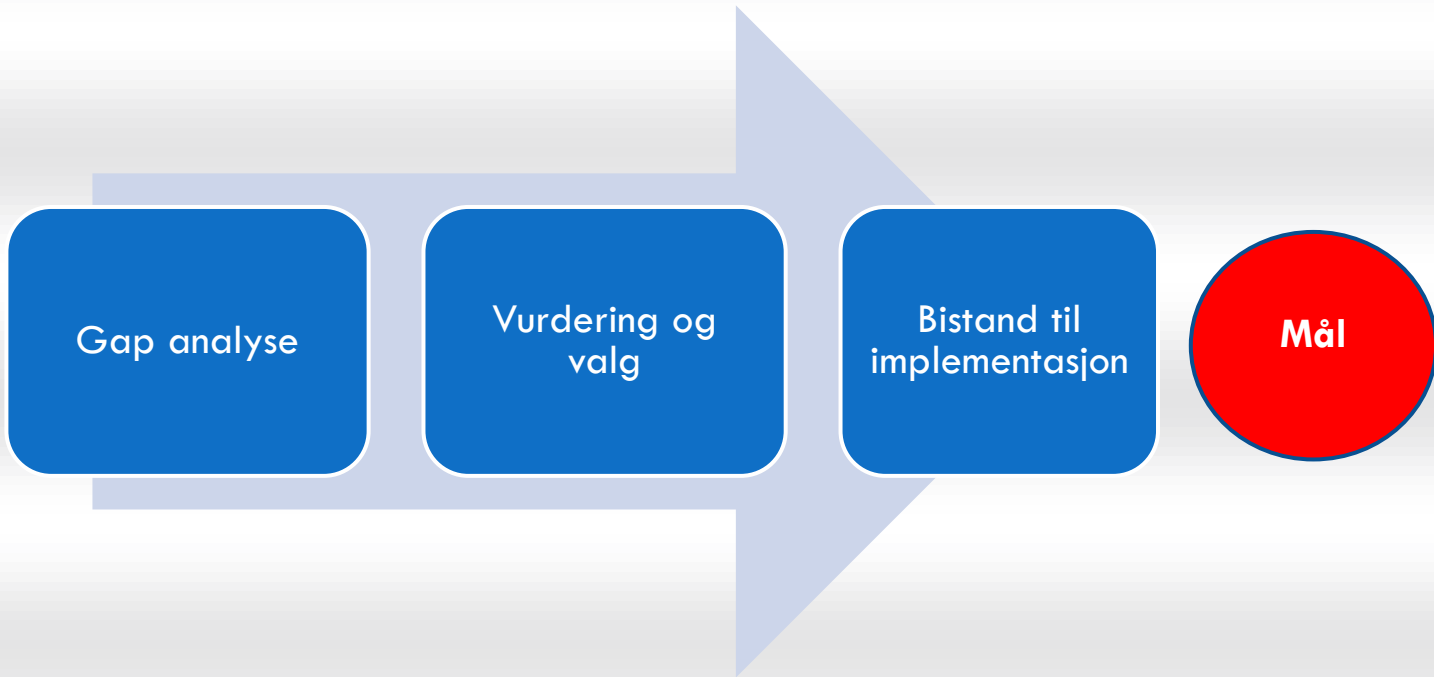 Gap analyse
Vurdering og
valg
Bistand til
implementasjon
Mål